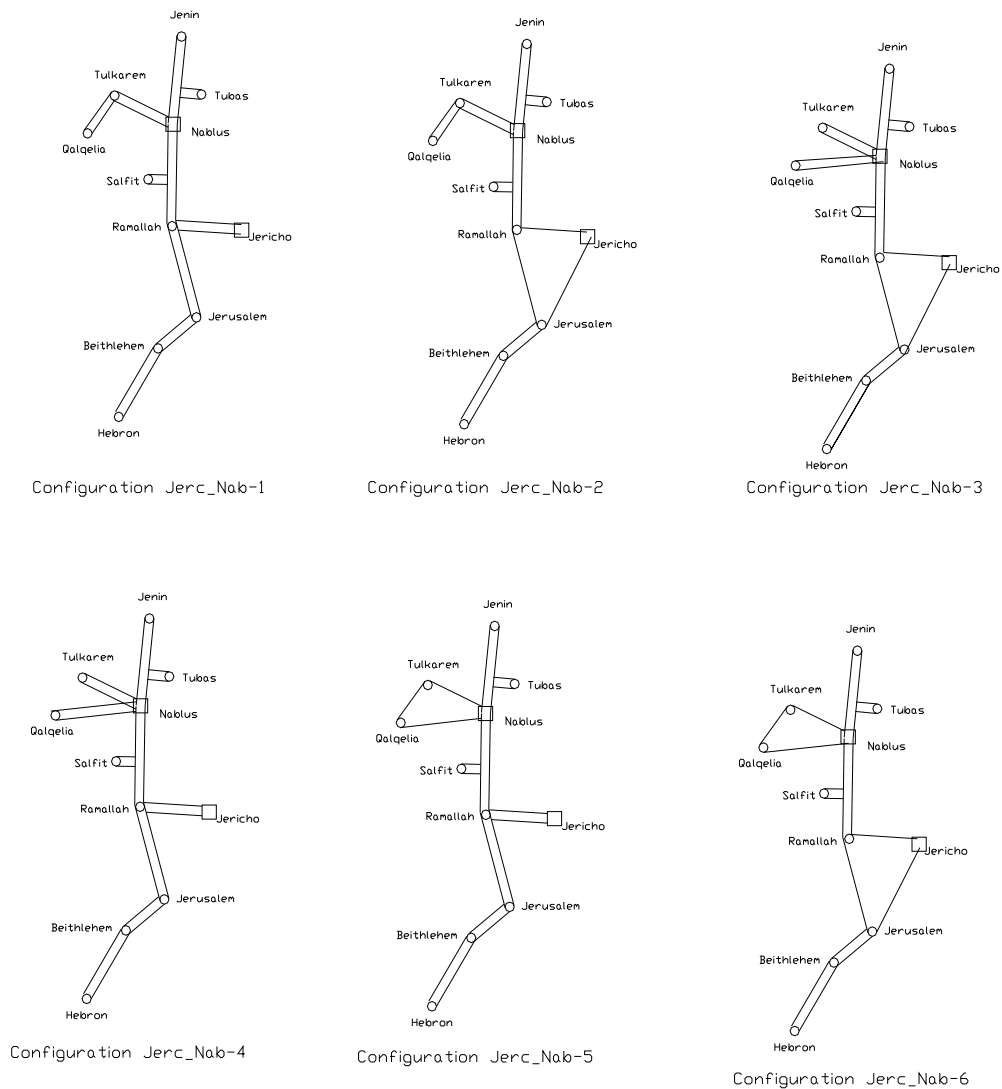 Jenin
Tulkarem
Tubas
Nablus
Qalqelia
Salfit
Ramallah
Jericho
Jerusalem
Beithlehem
Hebron
Configuration Jerc_Nab-1
Jenin
Tulkarem
Tubas
Nablus
Qalqelia
Salfit
Ramallah
Jericho
Jerusalem
Beithlehem
Hebron
Configuration Jerc_Nab-2
Jenin
Tulkarem
Tubas
Nablus
Qalqelia
Salfit
Ramallah
Jericho
Jerusalem
Beithlehem
Hebron
Configuration Jerc_Nab-3
Jenin
Tulkarem
Tubas
Nablus
Qalqelia
Salfit
Ramallah
Jericho
Jerusalem
Beithlehem
Hebron
Configuration Jerc_Nab-4
Jenin
Tulkarem
Tubas
Nablus
Qalqelia
Salfit
Ramallah
Jericho
Jerusalem
Beithlehem
Hebron
Configuration Jerc_Nab-5
Jenin
Tulkarem
Tubas
Nablus
Qalqelia
Salfit
Ramallah
Jericho
Jerusalem
Beithlehem
Hebron
Configuration Jerc_Nab-6